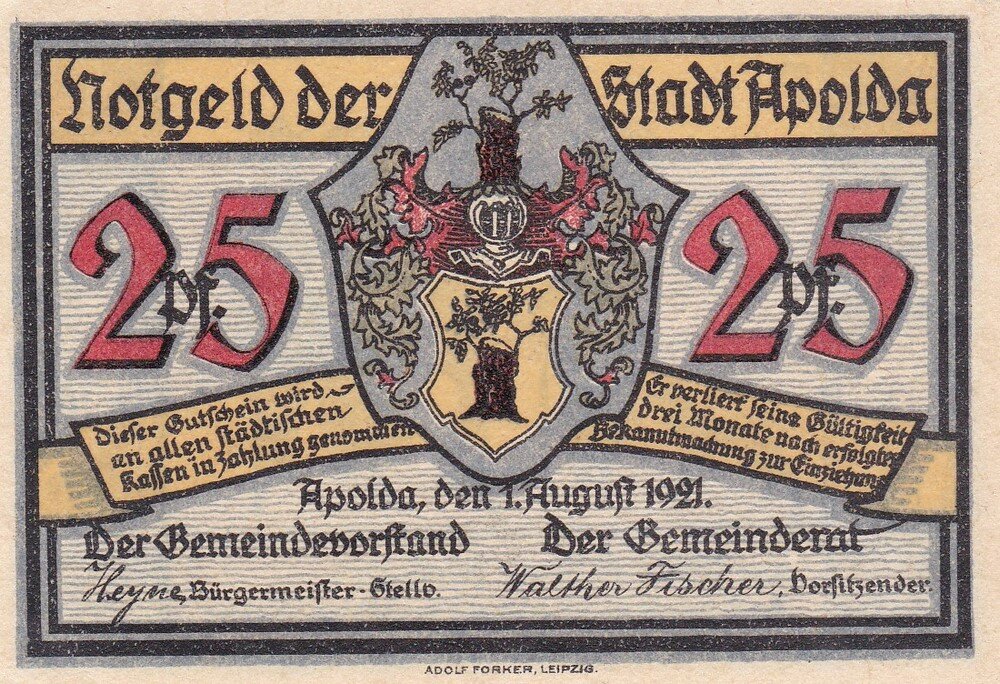 Notgeld der Stadt Apolda
25 Pf. 25 Pf.
Dieser Gutschein wird
an allen städtischen
Kassen in Zahlung genommen
Er verliert seine Gültigkeit
drei Monate nach erfolgter
Bekanntmachung zur Einziehung
Apolda, den 1. August 1921.
Der Gemeindevorstand Der Gemeinderat
Heyne, Bürgermeister-Stellv. Walther Fischer, Vorsitzender.
ADOLF FORKER, LEIPZIG.